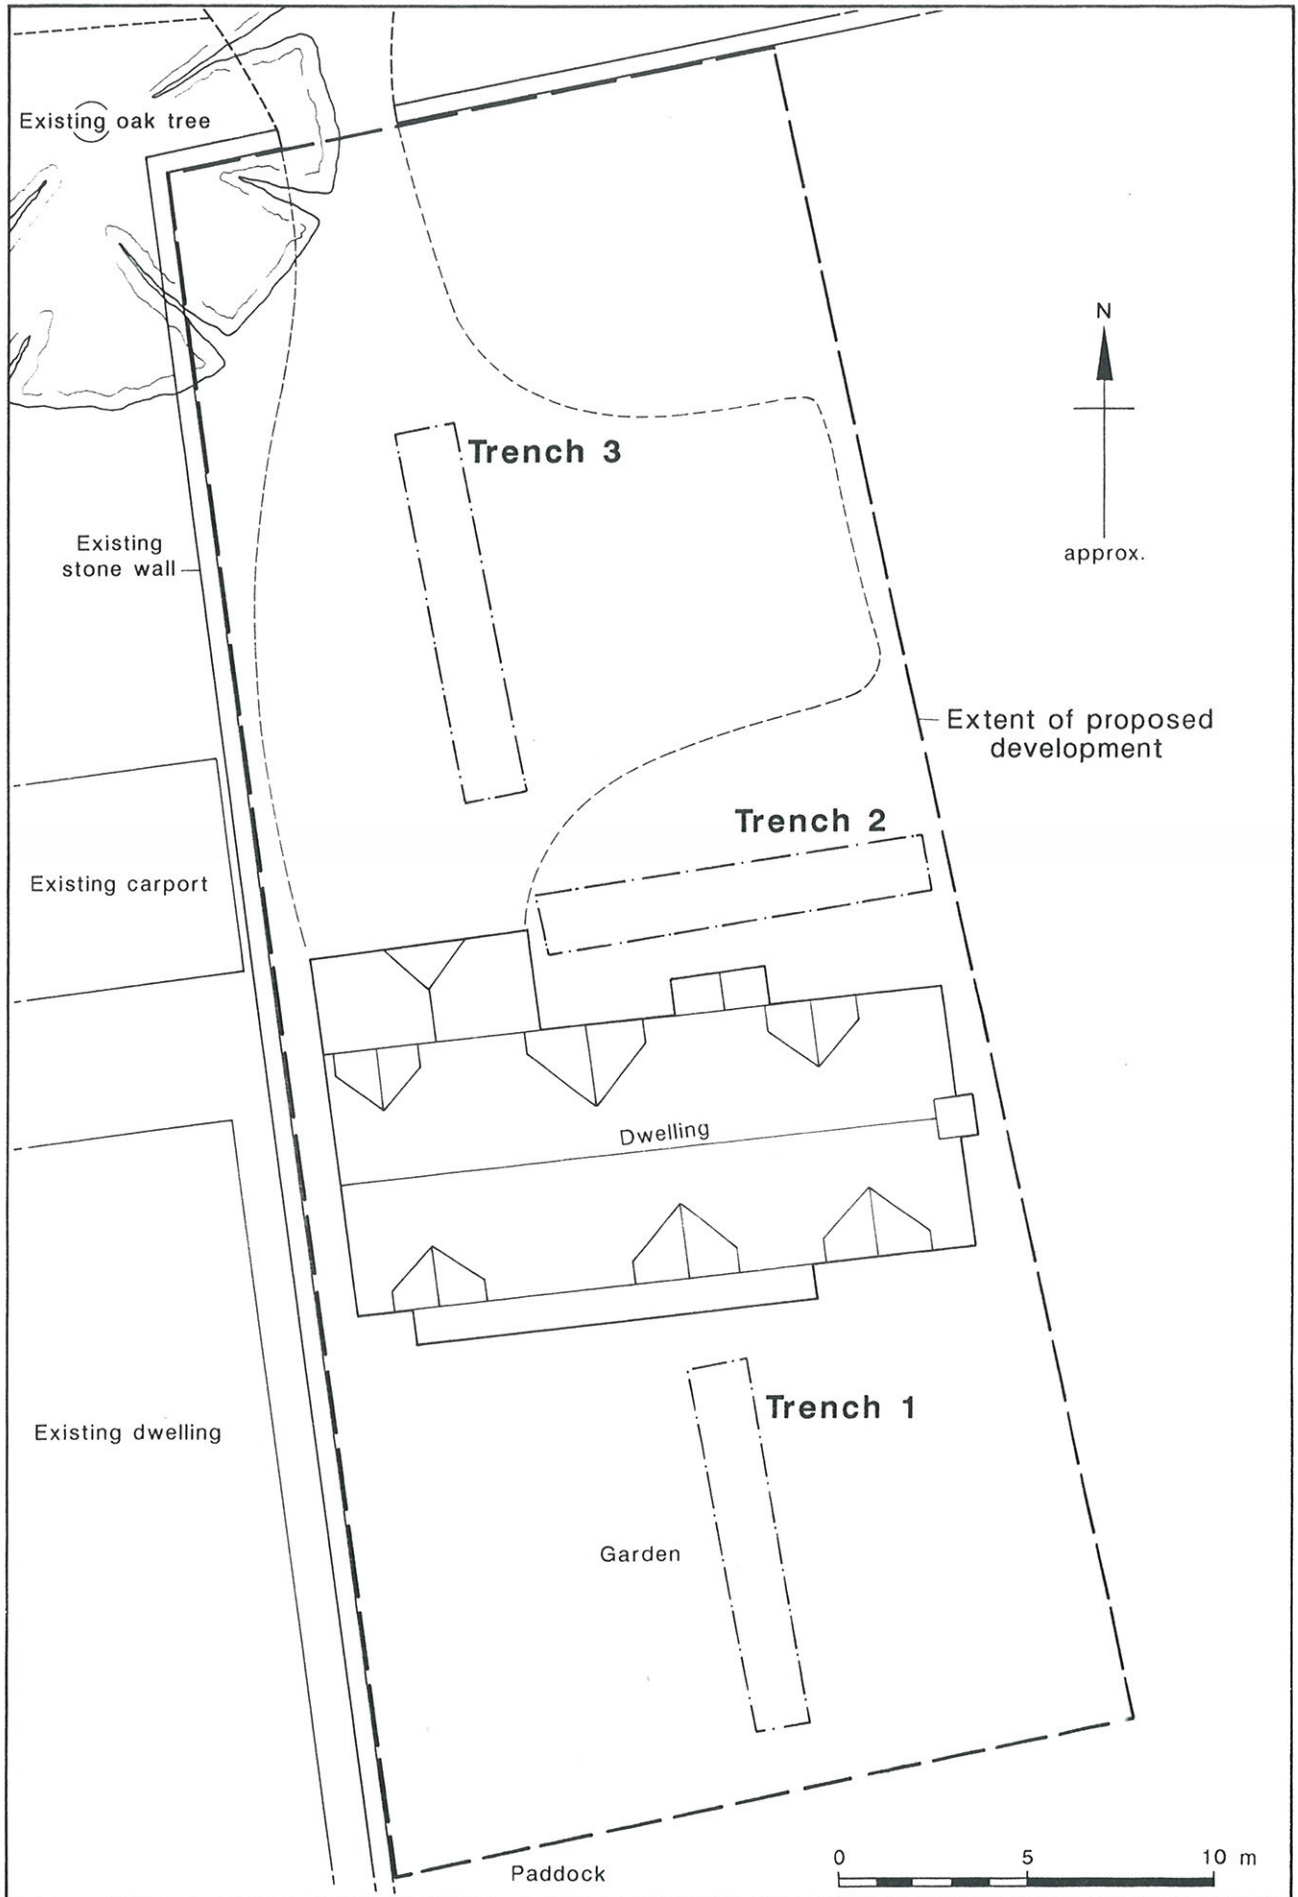 Existing oak tree
N
Trench 3
Existing
stone wall
approx.
Extent of proposed
development
Trench 2
Existing carport
Dwelling
Trench 1
Existing dwelling
Garden
Paddock
0 5 10 m